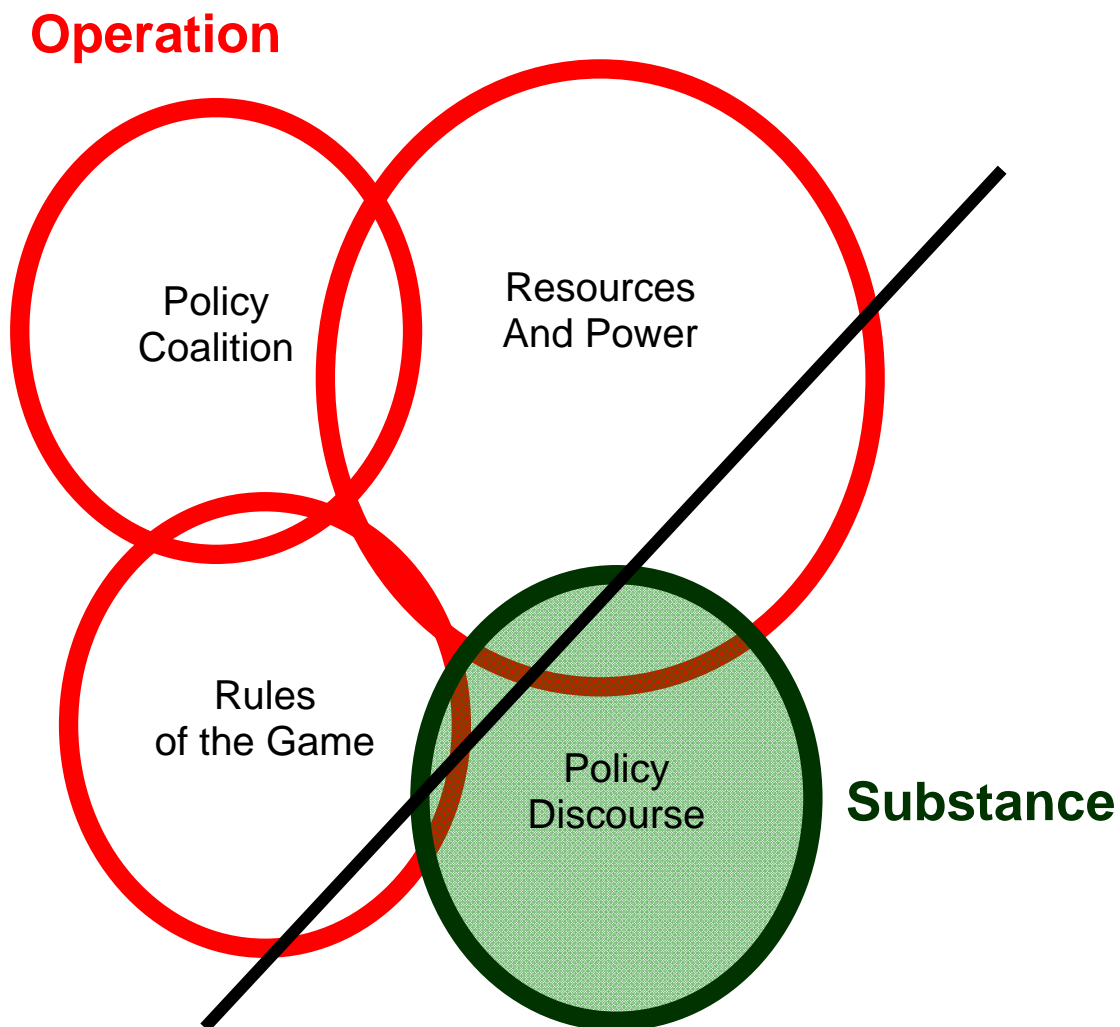 Operation
Policy
Coalition
Resources
And Power
Rules
of the Game
Policy
Discourse
Substance